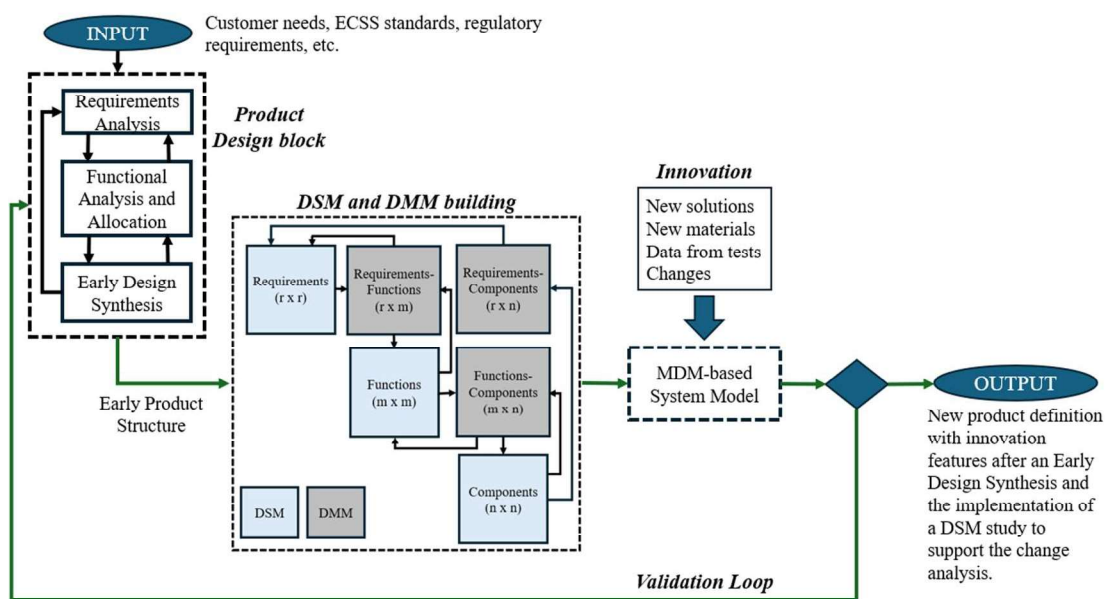 INPUT
Customer needs, ECSS standards, regulatory
requirements, etc.
Requirements
Analysis
Functional
Analysis and
Allocation
Early Design
Synthesis
Product
Design block
Early Product
Structure
DSM and DMM building
Requirements
(r x r)
Requirements-
Functions
(r x m)
Requirements-
Components
(r x n)
Functions
(m x m)
Functions-
Components
(m x n)
Components
(n x n)
DSM
DMM
Innovation
New solutions
New materials
Data from tests
Changes
MDM-based
System Model
OUTPUT
New product definition
with innovation
features after an Early
Design Synthesis and
the implementation of
a DSM study to
support the change
analysis.
Validation Loop